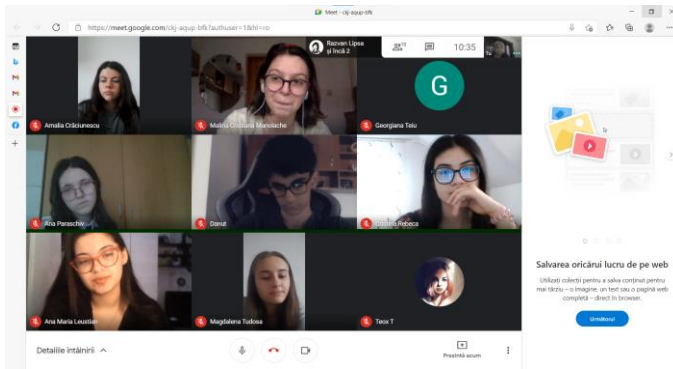 Meet - ckj-aqup-bfk
https://meet.google.com/ckj-aqup-bfk?authuser=1&hl=ro
Razvan Lipsa
și încă 2
10:35
Tu
G
Amalia Crăciunescu
Malina Cristiana Manolache
Georgiana Teiu
Ana Paraschiv
Danut
Rebeca
Ana Maria Leustian
Magdalena Tudosa
Teox T
Detaliile întâlnirii
Prezintă acum
Salvarea oricărui lucru de pe web
Utilizați colecții pentru a salva conținut pentru
mai târziu – o imagine, un text sau o pagină web
completă – direct în browser.
Următorul